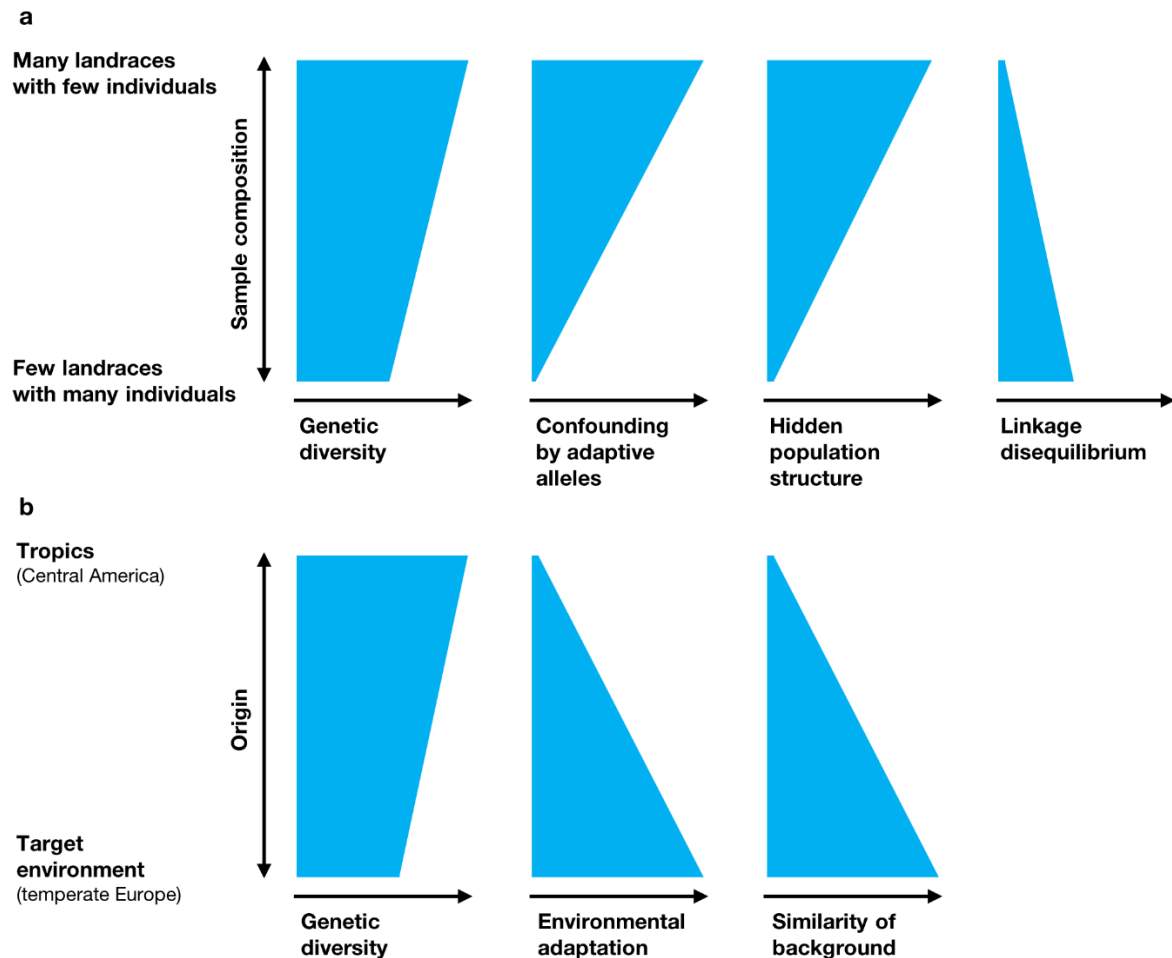 a
Many landraces
with few individuals
Sample composition
Few landraces
with many individuals
Genetic
diversity
Confounding
by adaptive
alleles
Hidden
population
structure
Linkage
disequilibrium
b
Tropics
(Central America)
Origin
Target
environment
(temperate Europe)
Genetic
diversity
Environmental
adaptation
Similarity of
background